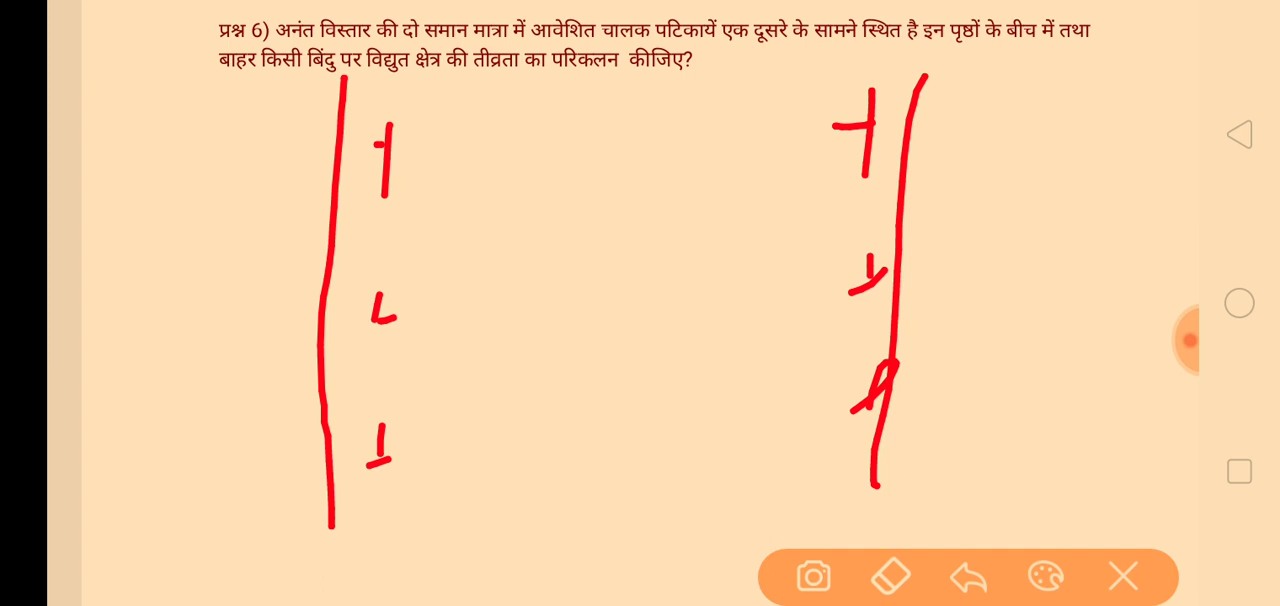 प्रश्न 6) अनंत विस्तार की दो समान मात्रा में आवेशित चालक पटिकायें एक दूसरे के सामने स्थित है इन पृष्ठों के बीच में तथा
बाहर किसी बिंदु पर विद्युत क्षेत्र की तीव्रता का परिकलन कीजिए?